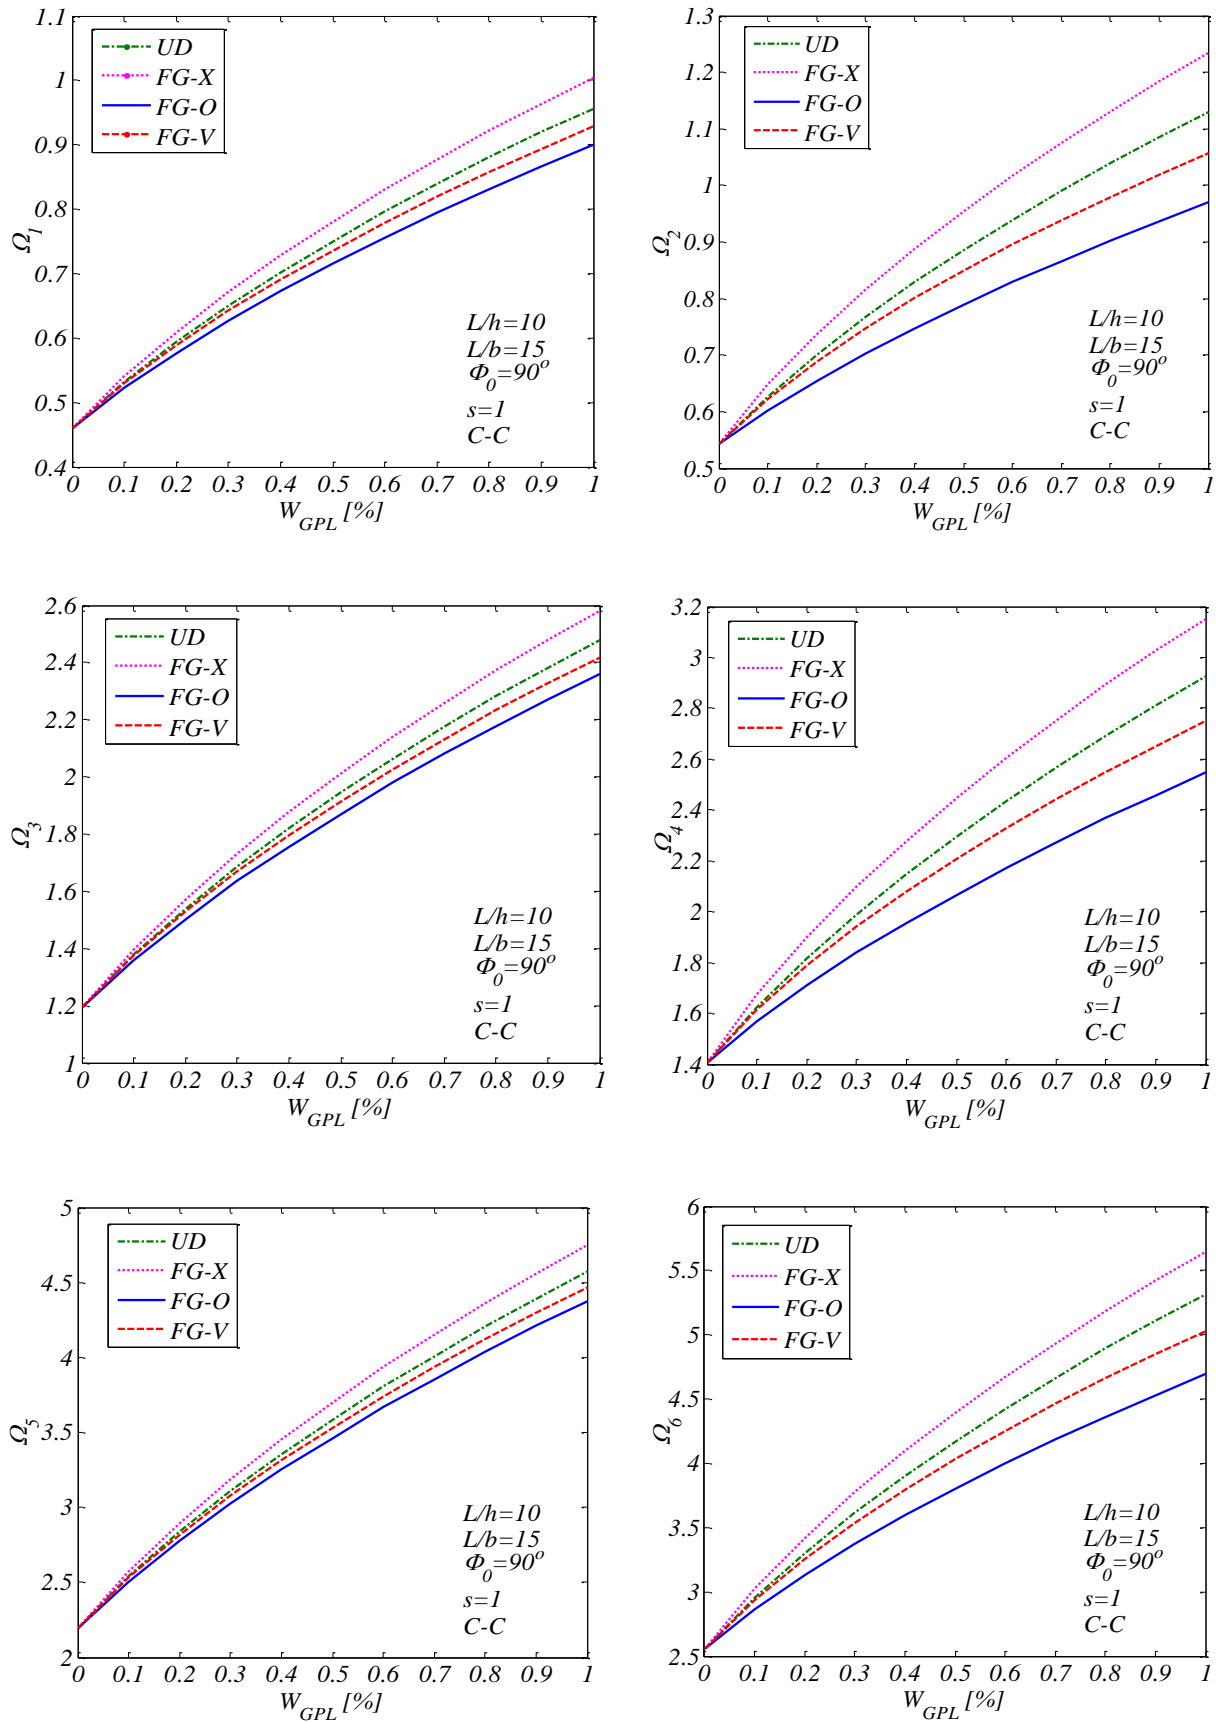 1.1
1
0.9
0.8
0.7
0.6
0.5
0.4
Ω1
UD
FG-X
FG-O
FG-V
L/h=10
L/b=15
Φ0=90o
s=1
C-C
0 0.1 0.2 0.3 0.4 0.5 0.6 0.7 0.8 0.9 1
WGPL [%]
1.3
1.2
1.1
1
0.9
0.8
0.7
0.6
0.5
Ω2
UD
FG-X
FG-O
FG-V
L/h=10
L/b=15
Φ0=90o
s=1
C-C
0 0.1 0.2 0.3 0.4 0.5 0.6 0.7 0.8 0.9 1
WGPL [%]
2.6
2.4
2.2
2
1.8
1.6
1.4
1.2
1
Ω3
UD
FG-X
FG-O
FG-V
L/h=10
L/b=15
Φ0=90o
s=1
C-C
0 0.1 0.2 0.3 0.4 0.5 0.6 0.7 0.8 0.9 1
WGPL [%]
3.2
3
2.8
2.6
2.4
2.2
2
1.8
1.6
1.4
Ω4
UD
FG-X
FG-O
FG-V
L/h=10
L/b=15
Φ0=90o
s=1
C-C
0 0.1 0.2 0.3 0.4 0.5 0.6 0.7 0.8 0.9 1
WGPL [%]
5
4.5
4
3.5
3
2.5
2
Ω5
UD
FG-X
FG-O
FG-V
L/h=10
L/b=15
Φ0=90o
s=1
C-C
0 0.1 0.2 0.3 0.4 0.5 0.6 0.7 0.8 0.9 1
WGPL [%]
6
5.5
5
4.5
4
3.5
3
2.5
Ω6
UD
FG-X
FG-O
FG-V
L/h=10
L/b=15
Φ0=90o
s=1
C-C
0 0.1 0.2 0.3 0.4 0.5 0.6 0.7 0.8 0.9 1
WGPL [%]